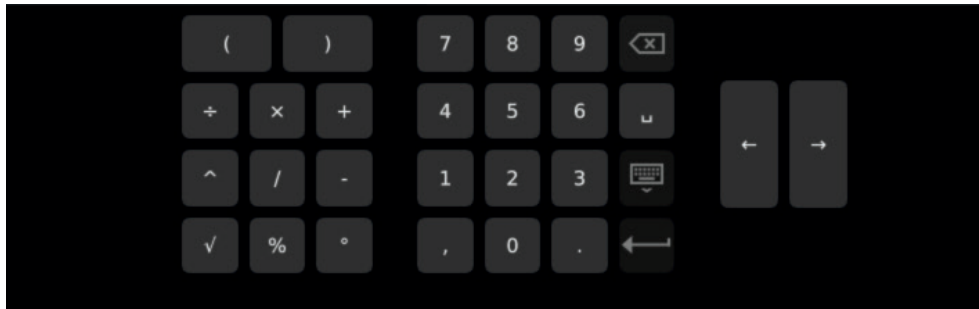 ( ) 7 8 9
÷ × + 4 5 6 ␣
← →
^ / - 1 2 3
√ % ° , 0 .